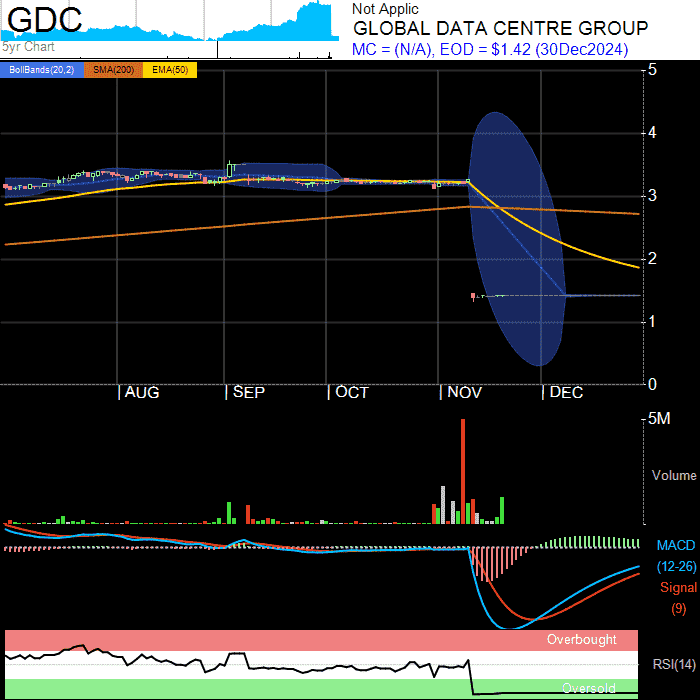 GDC
5yr Chart
Not Applic
GLOBAL DATA CENTRE GROUP
MC = (N/A), EOD = $1.42 (30Dec2024)
BollBands(20,2) SMA(200) EMA(50)
5
4
3
2
1
0
AUG SEP OCT NOV DEC
5M
Volume
MACD
(12-26)
Signal
(9)
Overbought
RSI(14)
Oversold